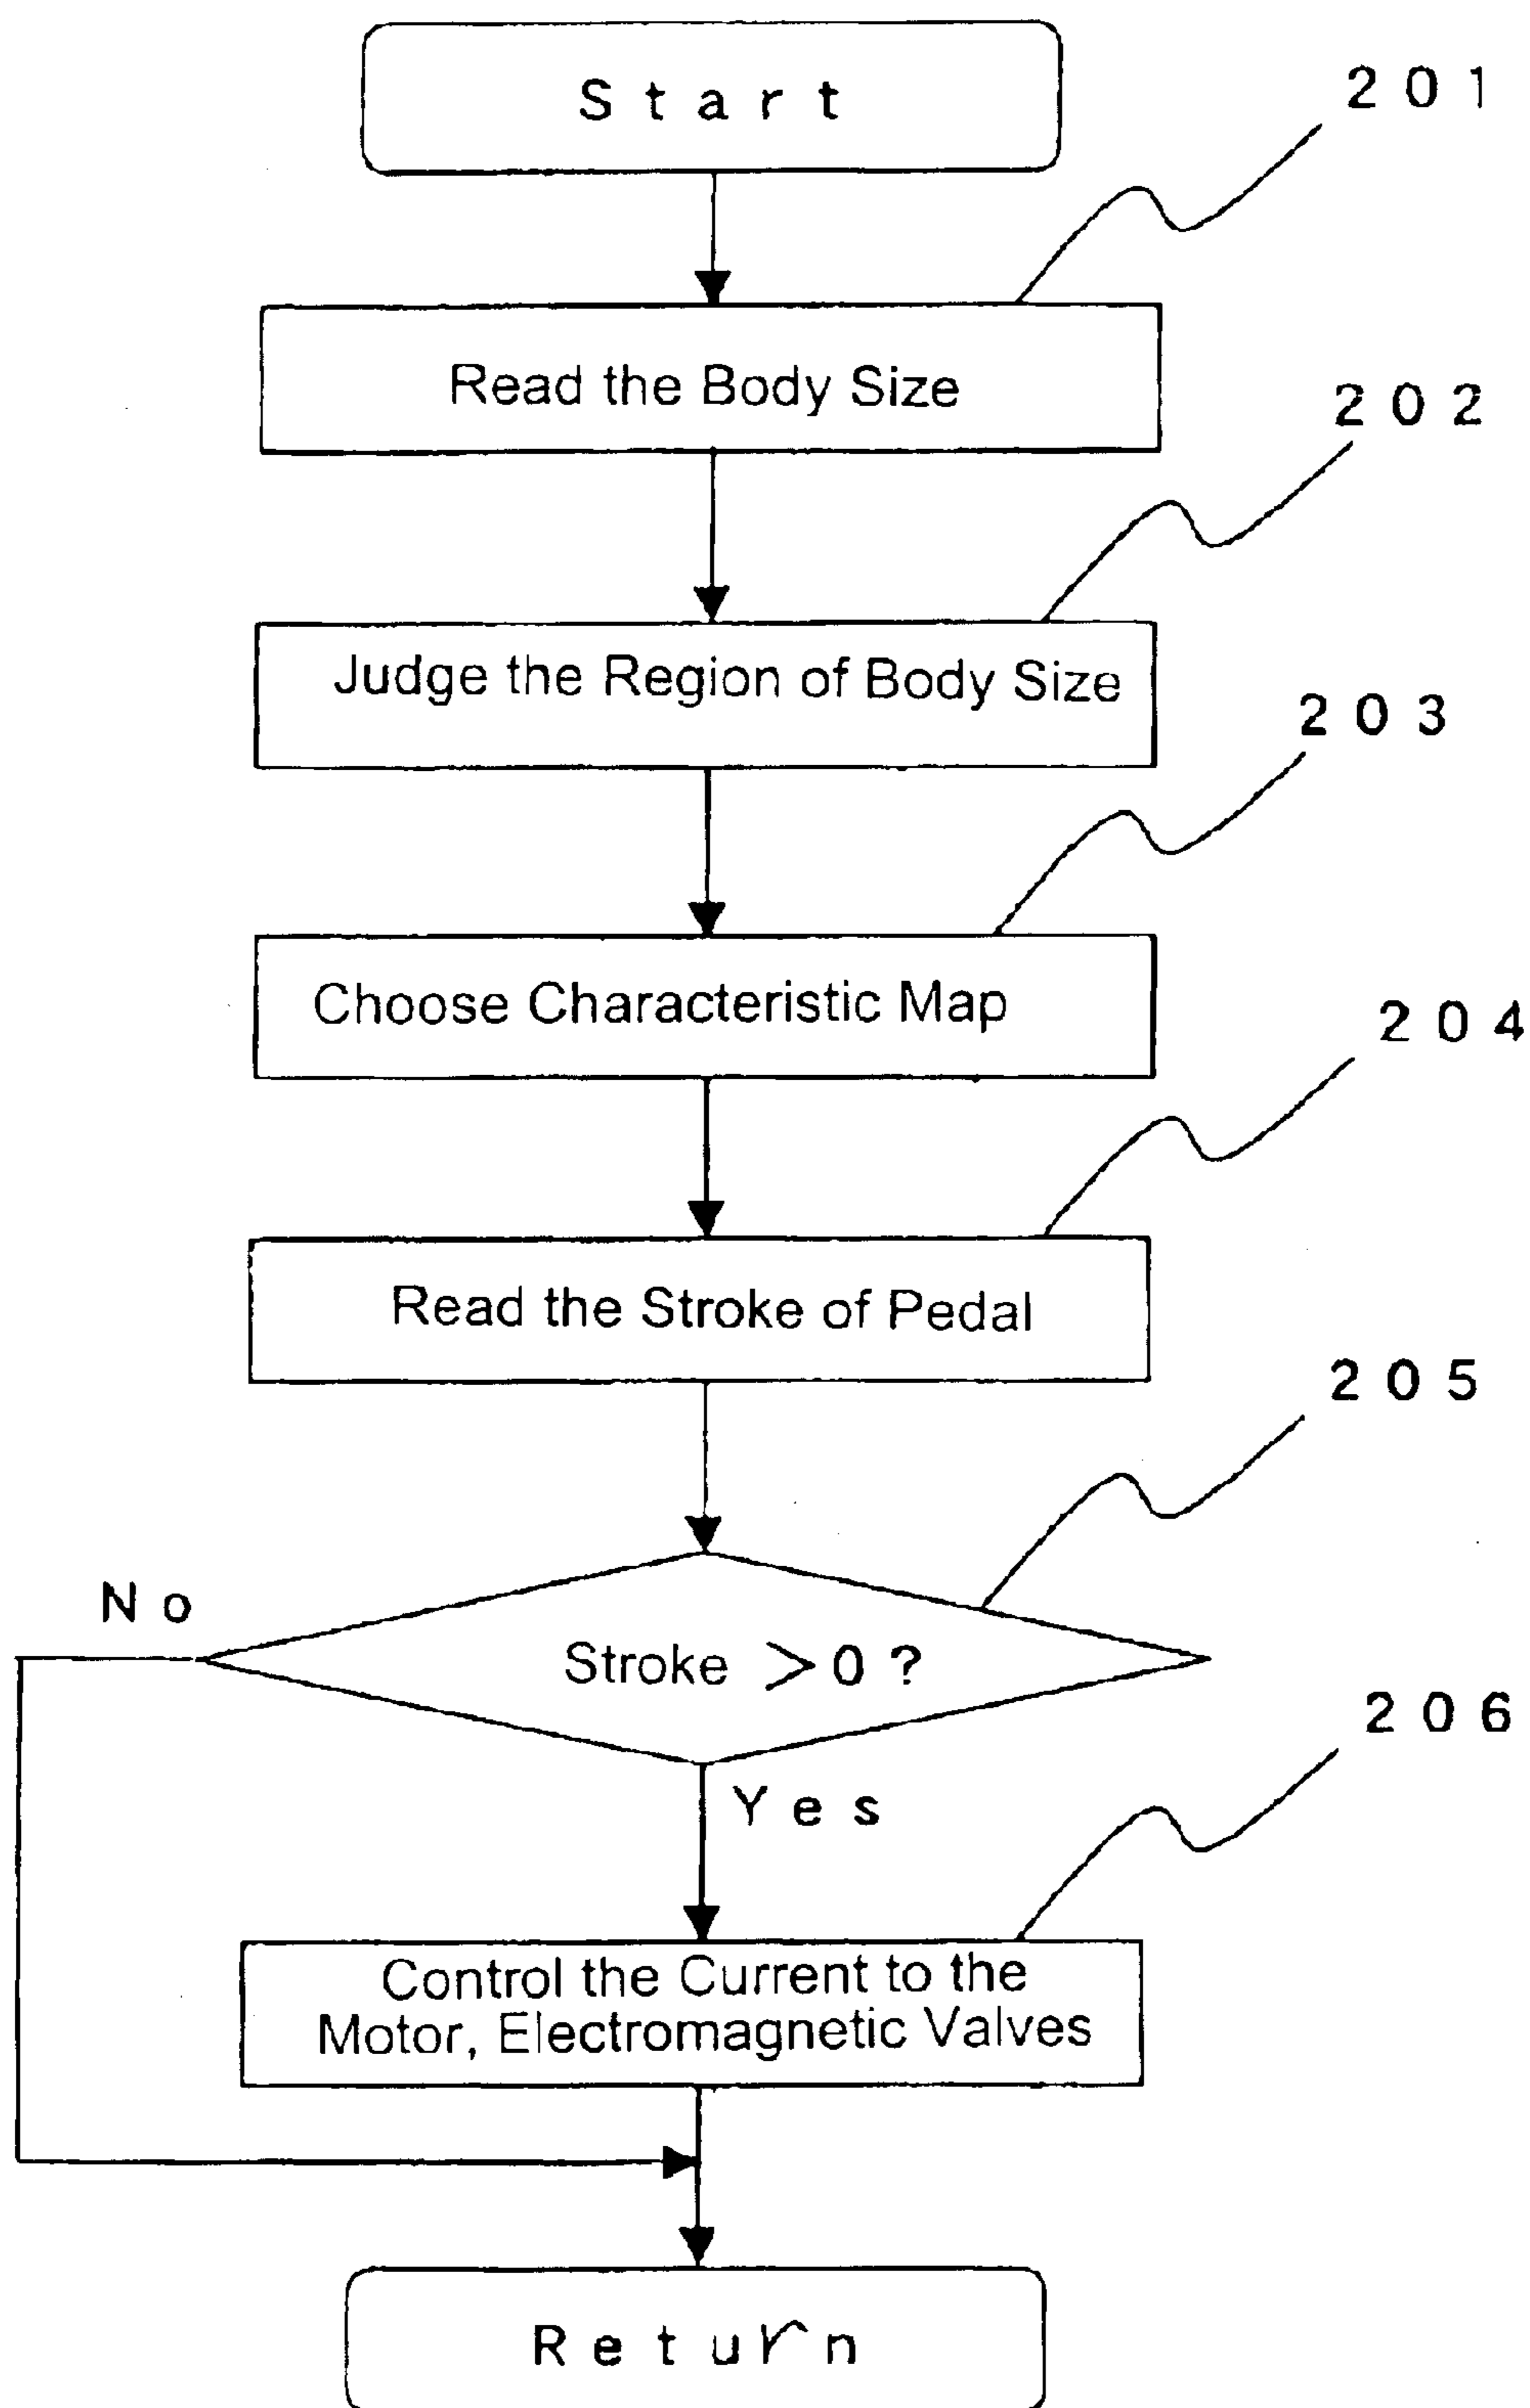 Start
201
Read the Body Size
202
Judge the Region of Body Size
203
Choose Characteristic Map
204
Read the Stroke of Pedal
205
No
Stroke >0?
Yes
206
Control the Current to the
Motor, Electromagnetic Valves
Return